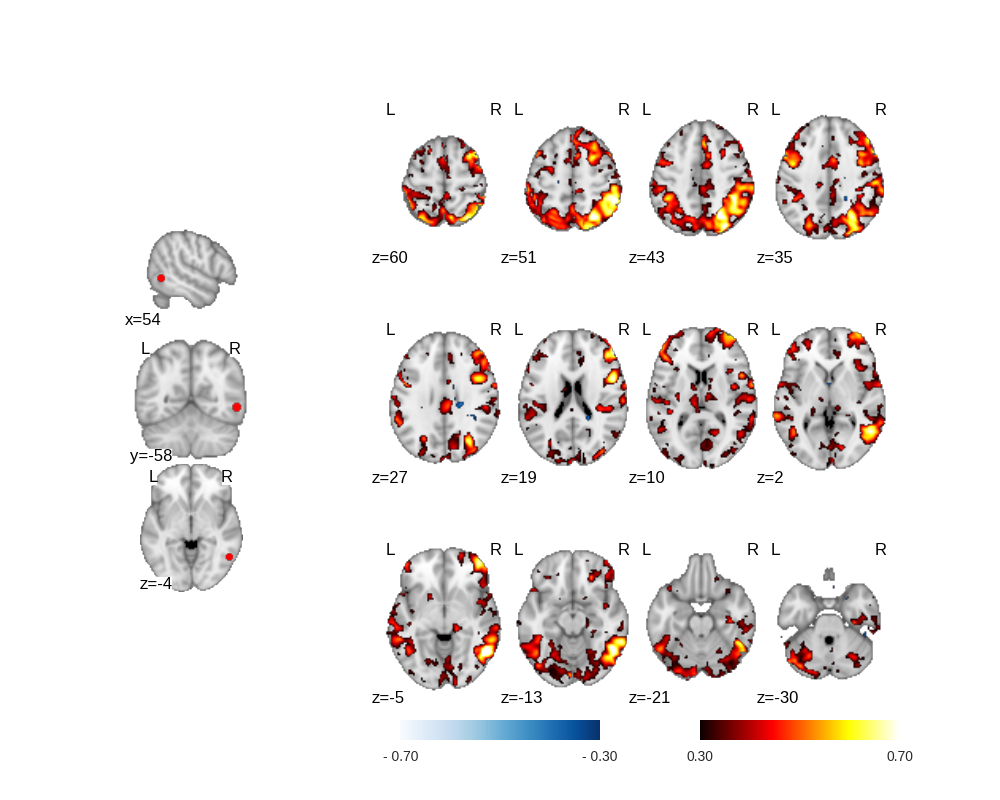 L R L R L R L R
z=60 z=51 z=43 z=35
x=54
L R L R L R L R
L R
z=27 z=19 z=10 z=2
y=-58
L R
L R L R L R L R
z=-4
z=-5 z=-13 z=-21 z=-30
- 0.70 - 0.30 0.30 0.70